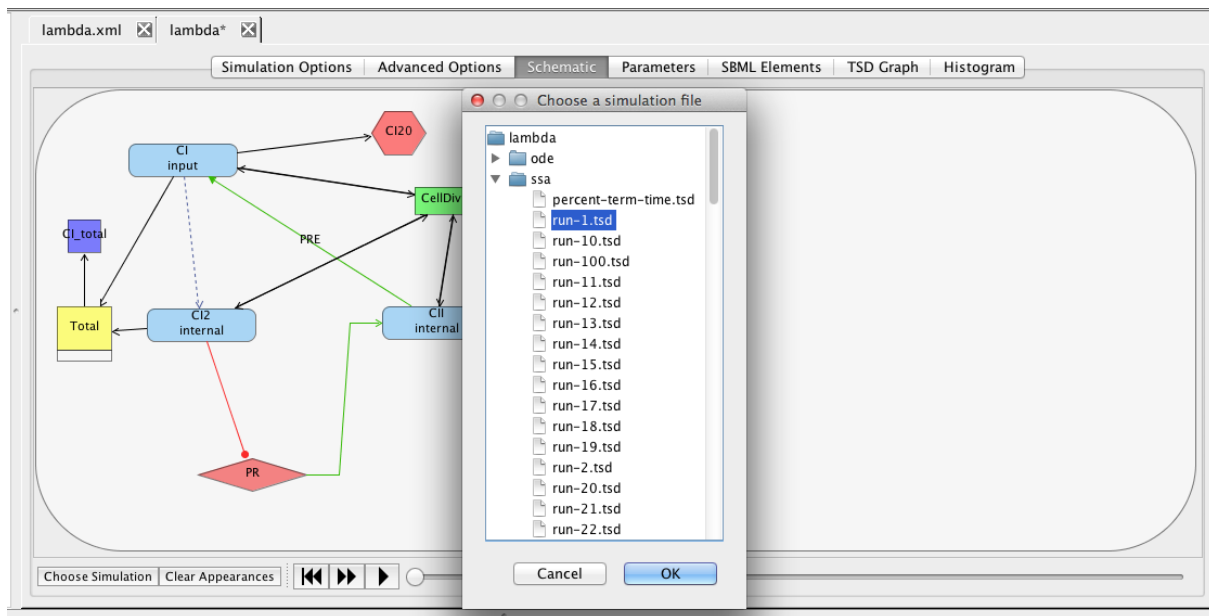 lambda.xml
lambda*
Simulation Options
Advanced Options
Schematic
Parameters
SBML Elements
TSD Graph
Histogram
CI20
CI
input
CellDiv
CI_total
PRE
Total
CI2
internal
CII
internal
PR
Choose a simulation file
lambda
ode
ssa
percent-term-time.tsd
run-1.tsd
run-10.tsd
run-100.tsd
run-11.tsd
run-12.tsd
run-13.tsd
run-14.tsd
run-15.tsd
run-16.tsd
run-17.tsd
run-18.tsd
run-19.tsd
run-2.tsd
run-20.tsd
run-21.tsd
run-22.tsd
Cancel
OK
Choose Simulation
Clear Appearances